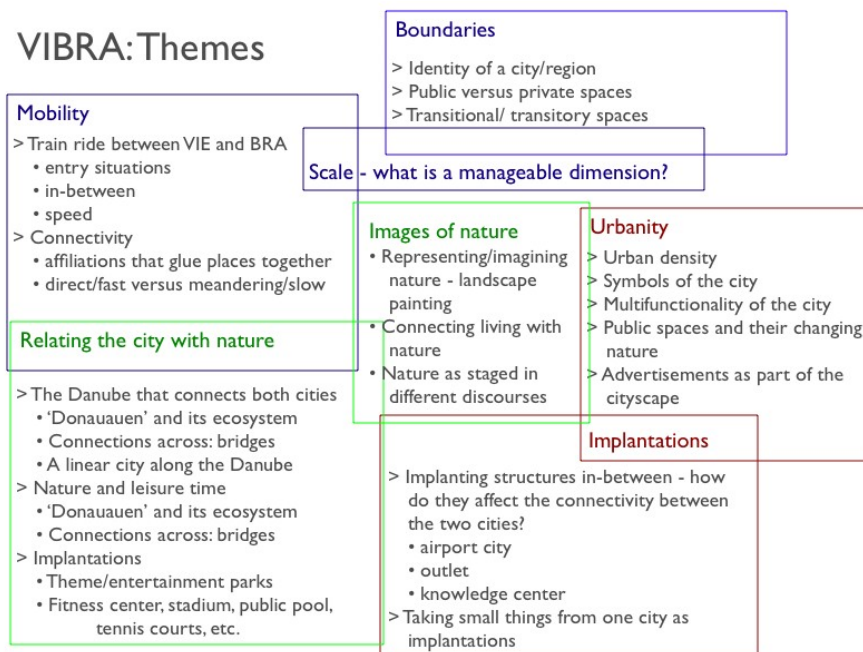 VIBRA: Themes
Boundaries
> Identity of a city/region
> Public versus private spaces
> Transitional/ transitory spaces
Mobility
> Train ride between VIE and BRA
• entry situations
• in-between
• speed
> Connectivity
• affiliations that glue places together
• direct/fast versus meandering/slow
Scale - what is a manageable dimension?
Images of nature
• Representing/imagining
nature - landscape
painting
• Connecting living with
nature
• Nature as staged in
different discourses
Urbanity
> Urban density
> Symbols of the city
> Multifunctionality of the city
> Public spaces and their changing
nature
> Advertisements as part of the
cityscape
Relating the city with nature
> The Danube that connects both cities
• ‘Donauauen’ and its ecosystem
• Connections across: bridges
• A linear city along the Danube
> Nature and leisure time
• ‘Donauauen’ and its ecosystem
• Connections across: bridges
> Implantations
• Theme/entertainment parks
• Fitness center, stadium, public pool,
tennis courts, etc.
Implantations
> Implanting structures in-between - how
do they affect the connectivity between
the two cities?
• airport city
• outlet
• knowledge center
> Taking small things from one city as
implantations